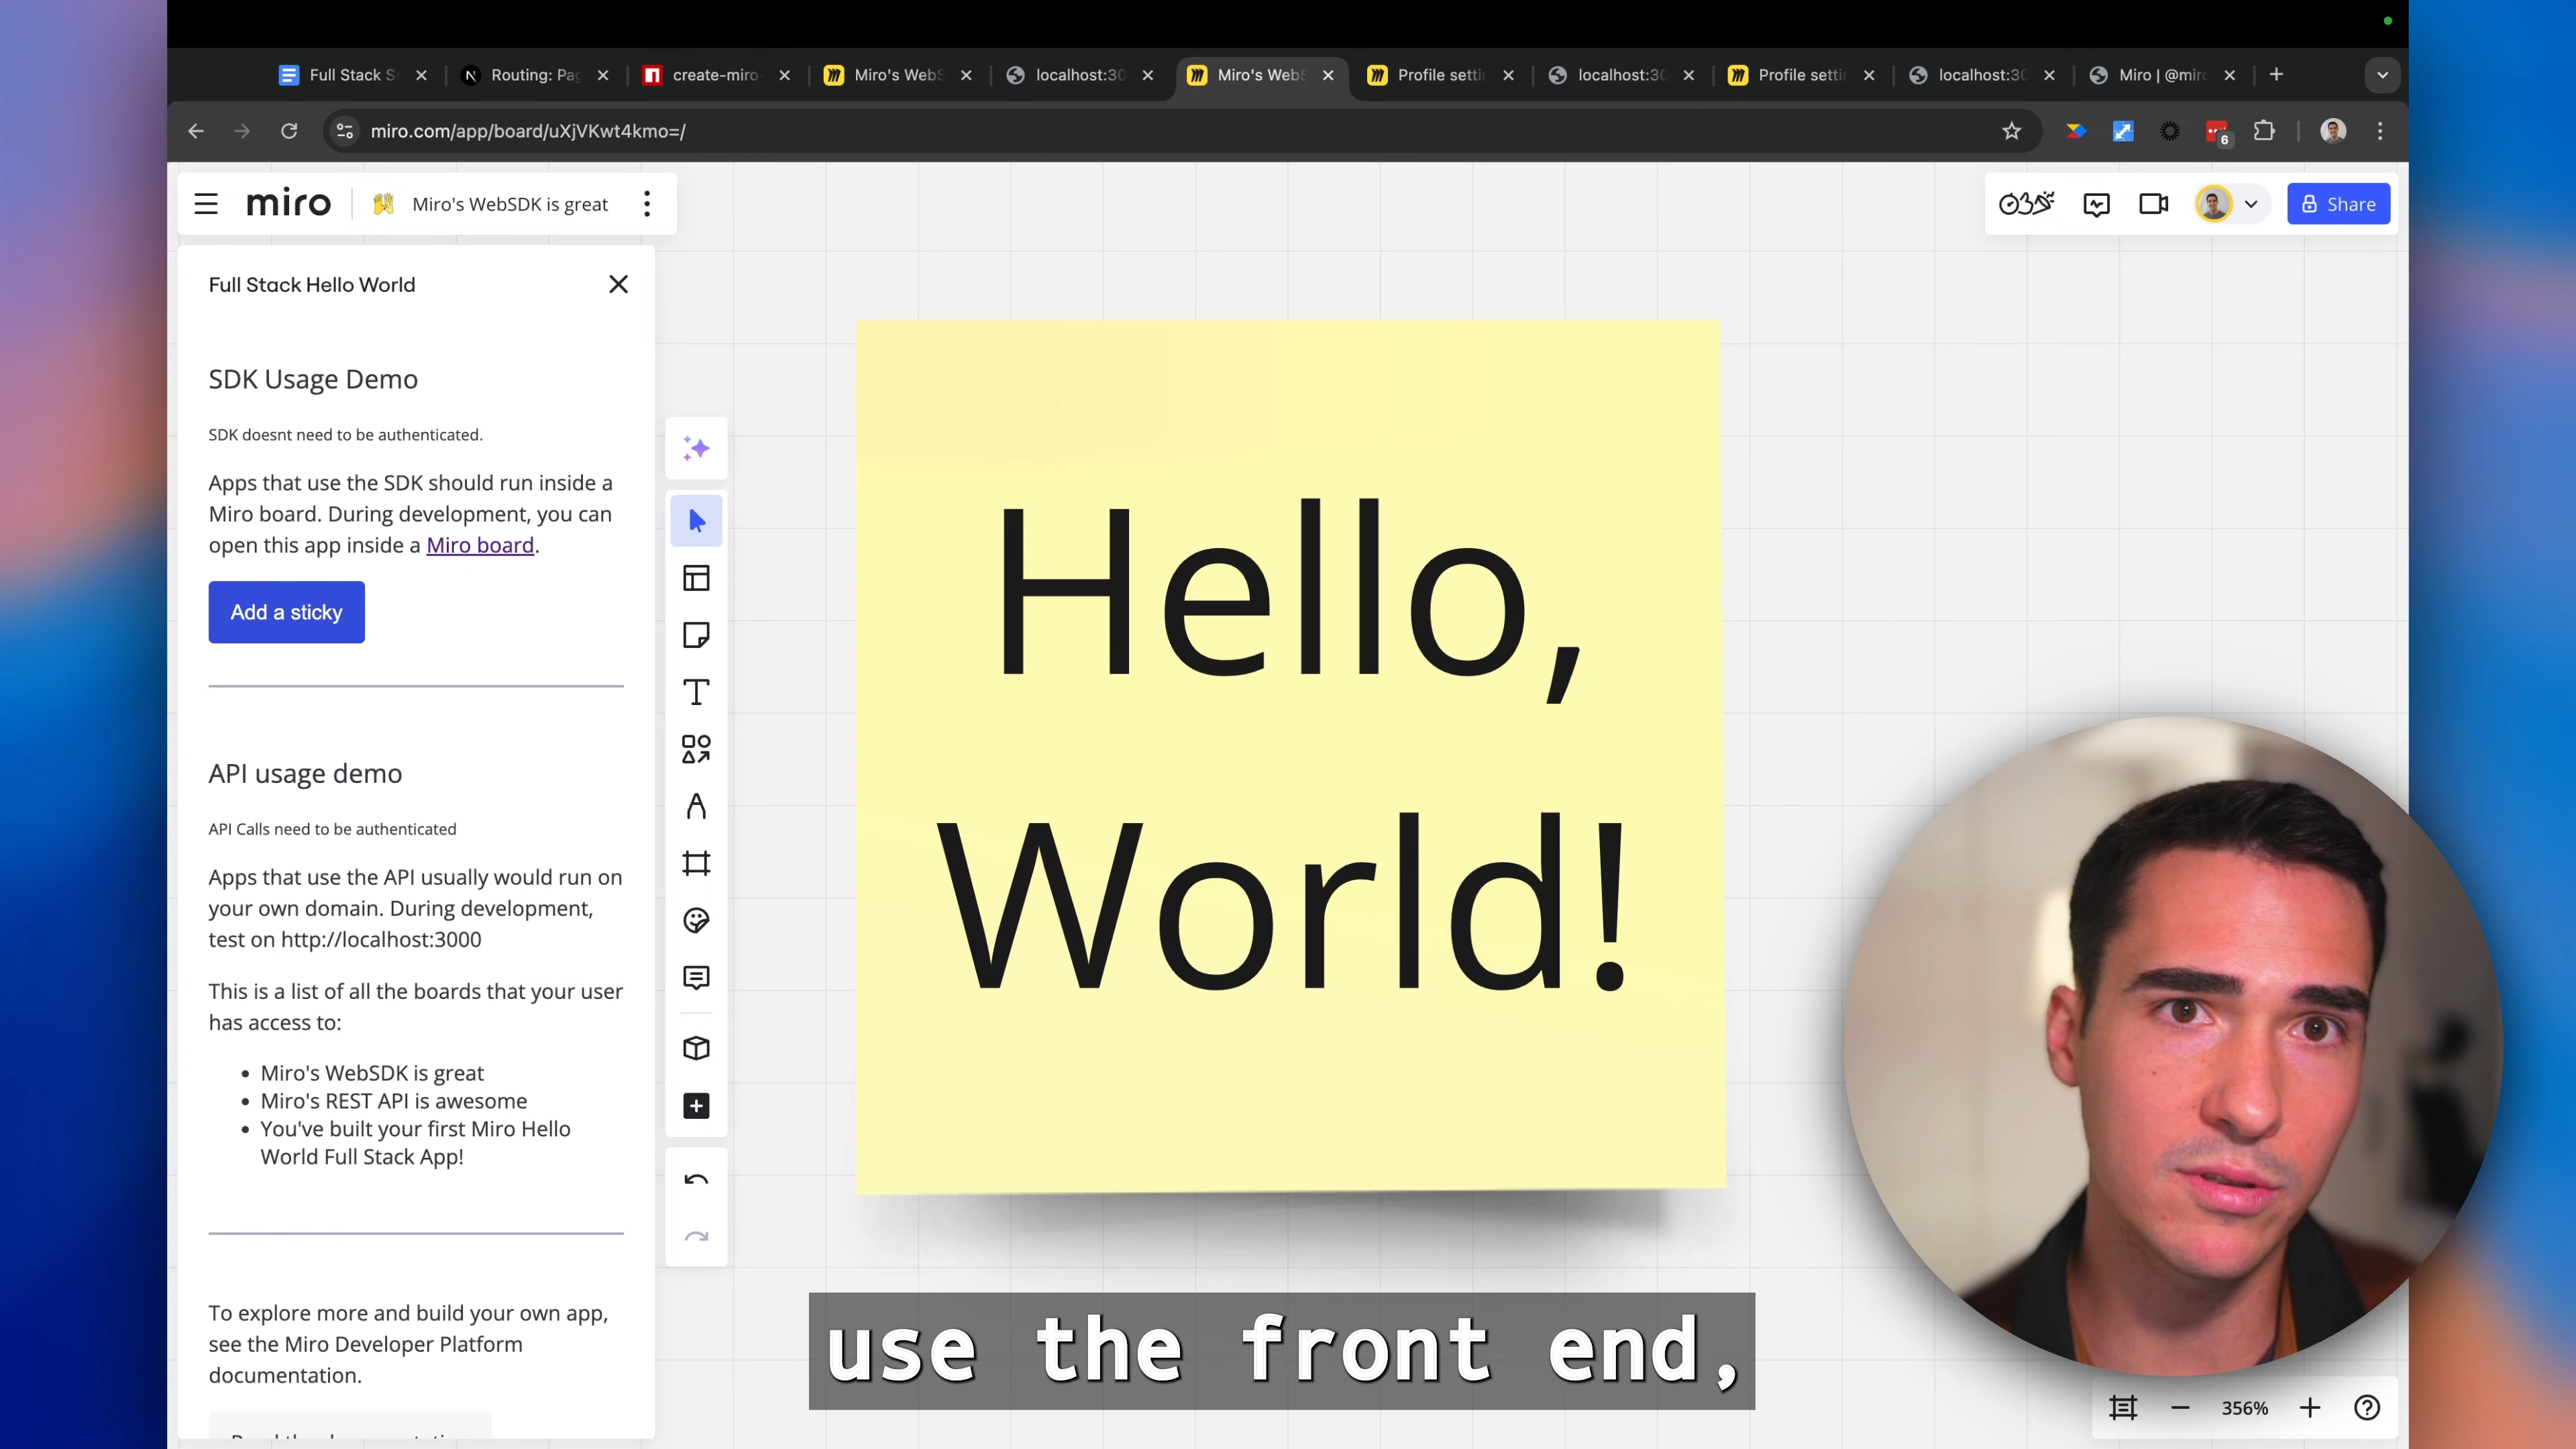 Full Stack S
Routing: Pag
create-miro-
Miro's WebS
localhost:30
Miro's WebS
Profile settin
localhost:30
Profile settin
localhost:30
Miro | @miro
miro.com/app/board/uXjVKwt4kmo=/
6
miro
Miro's WebSDK is great
Share
Full Stack Hello World
SDK Usage Demo
SDK doesnt need to be authenticated.
Apps that use the SDK should run inside a
Miro board. During development, you can
open this app inside a Miro board.
Add a sticky
API usage demo
API Calls need to be authenticated
Apps that use the API usually would run on
your own domain. During development,
test on http://localhost:3000
This is a list of all the boards that your user
has access to:
• Miro's WebSDK is great
• Miro's REST API is awesome
• You've built your first Miro Hello
World Full Stack App!
To explore more and build your own app,
see the Miro Developer Platform
documentation.
Hello,
World!
use the front end,
356%